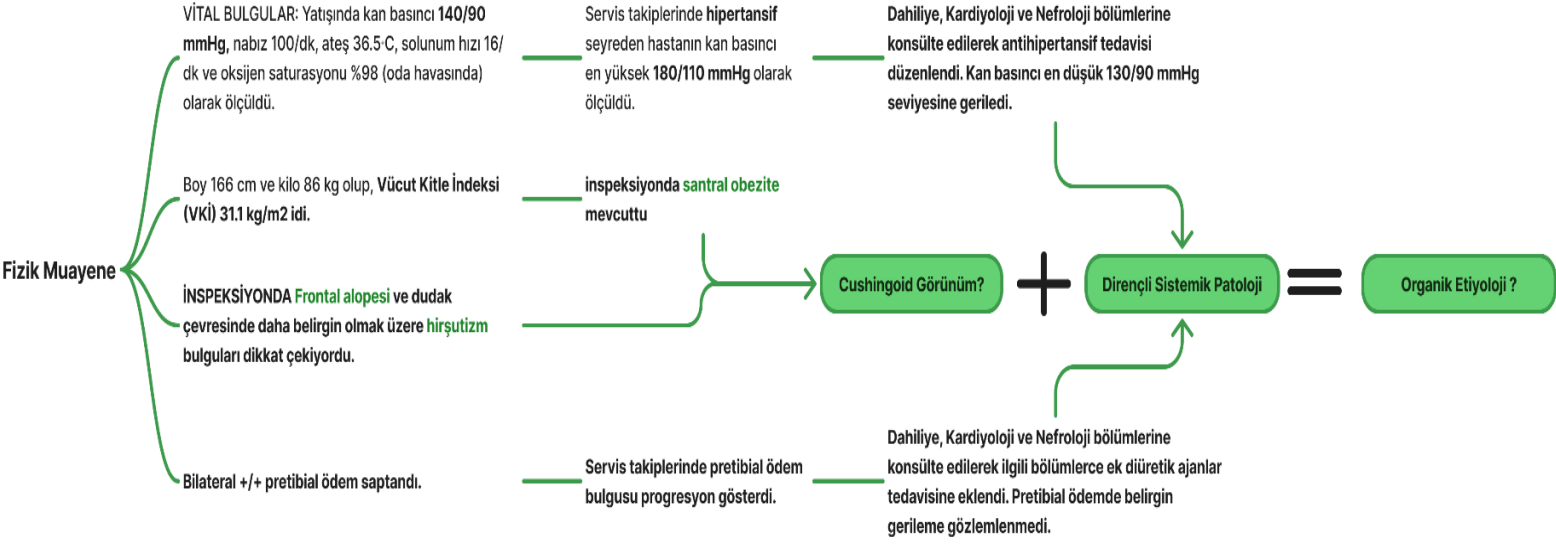 Fizik Muayene
VİTAL BULGULAR: Yatışında kan basıncı 140/90
mmHg, nabız 100/dk, ateş 36.5◦C, solunum hızı 16/
dk ve oksijen saturasyonu %98 (oda havasında)
olarak ölçüldü.
Servis takiplerinde hipertansif
seyreden hastanın kan basıncı
en yüksek 180/110 mmHg olarak
ölçüldü.
Dahiliye, Kardiyoloji ve Nefroloji bölümlerine
konsülte edilerek antihipertansif tedavisi
düzenlendi. Kan basıncı en düşük 130/90 mmHg
seviyesine geriledi.
Boy 166 cm ve kilo 86 kg olup, Vücut Kitle İndeksi
(VKİ) 31.1 kg/m2 idi.
inspeksiyonda santral obezite
mevcuttu
İNSPEKSİYONDA Frontal alopesi ve dudak
çevresinde daha belirgin olmak üzere hirşutizm
bulguları dikkat çekiyordu.
Cushingoid Görünüm?
+
Dirençli Sistemik Patoloji
=
Organik Etiyoloji ?
Bilateral +/+ pretibial ödem saptandı.
Servis takiplerinde pretibial ödem
bulgusu progresyon gösterdi.
Dahiliye, Kardiyoloji ve Nefroloji bölümlerine
konsülte edilerek ilgili bölümlerce ek diüretik ajanlar
tedavisine eklendi. Pretibial ödemde belirgin
gerileme gözlemlenmedi.